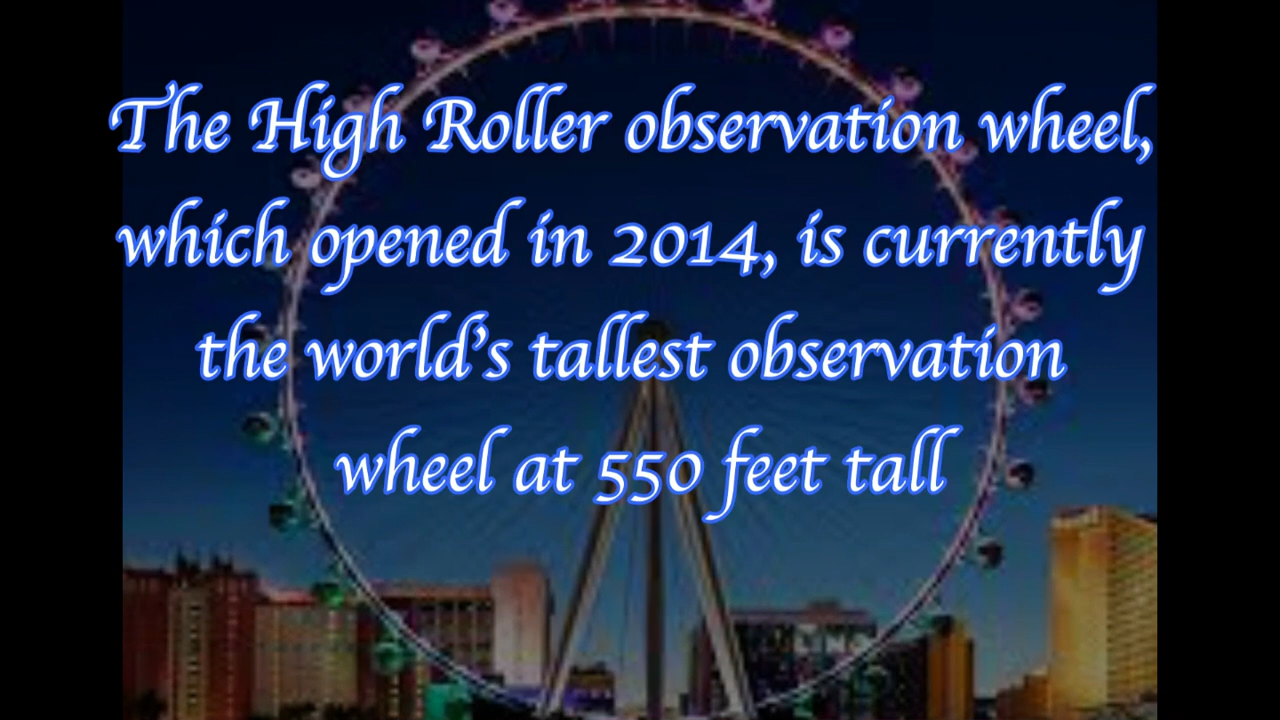 The High Roller observation wheel,
which opened in 2014, is currently
the world's tallest observation
wheel at 550 feet tall